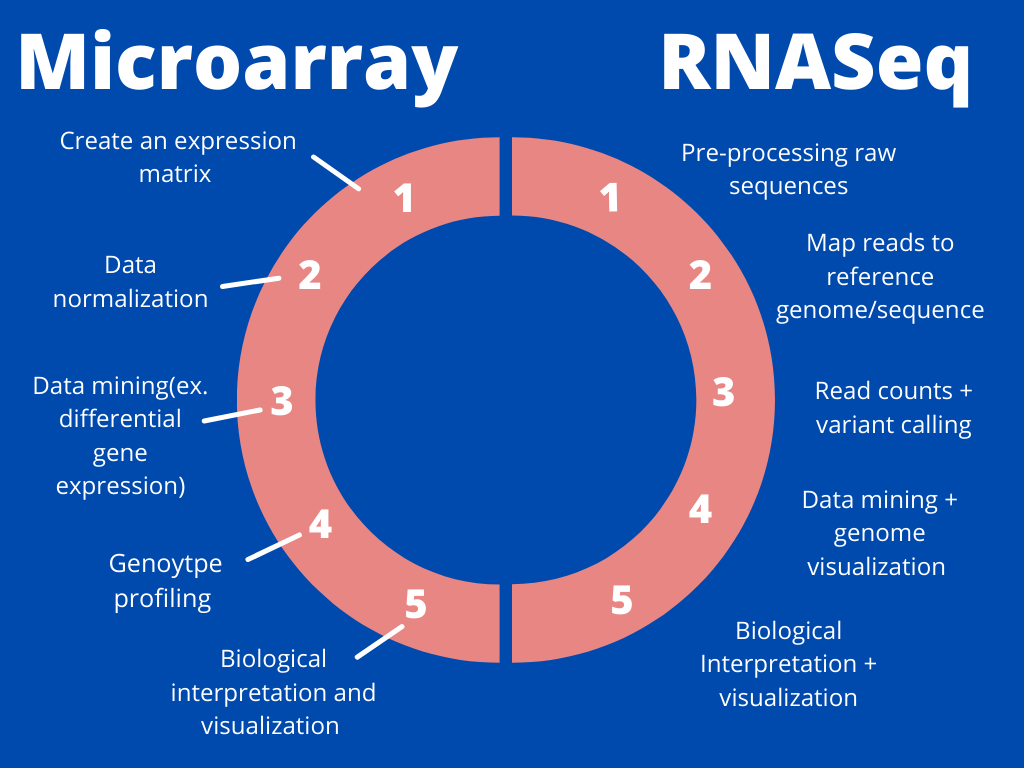 Microarray
Create an expression
matrix
1
Data
normalization
2
Data mining(ex.
differential
gene
expression)
3
Genoytpe
profiling
4
Biological
interpretation and
visualization
5
RNASeq
1
Pre-processing raw
sequences
2
Map reads to
reference
genome/sequence
3
Read counts +
variant calling
4
Data mining +
genome
visualization
5
Biological
Interpretation +
visualization